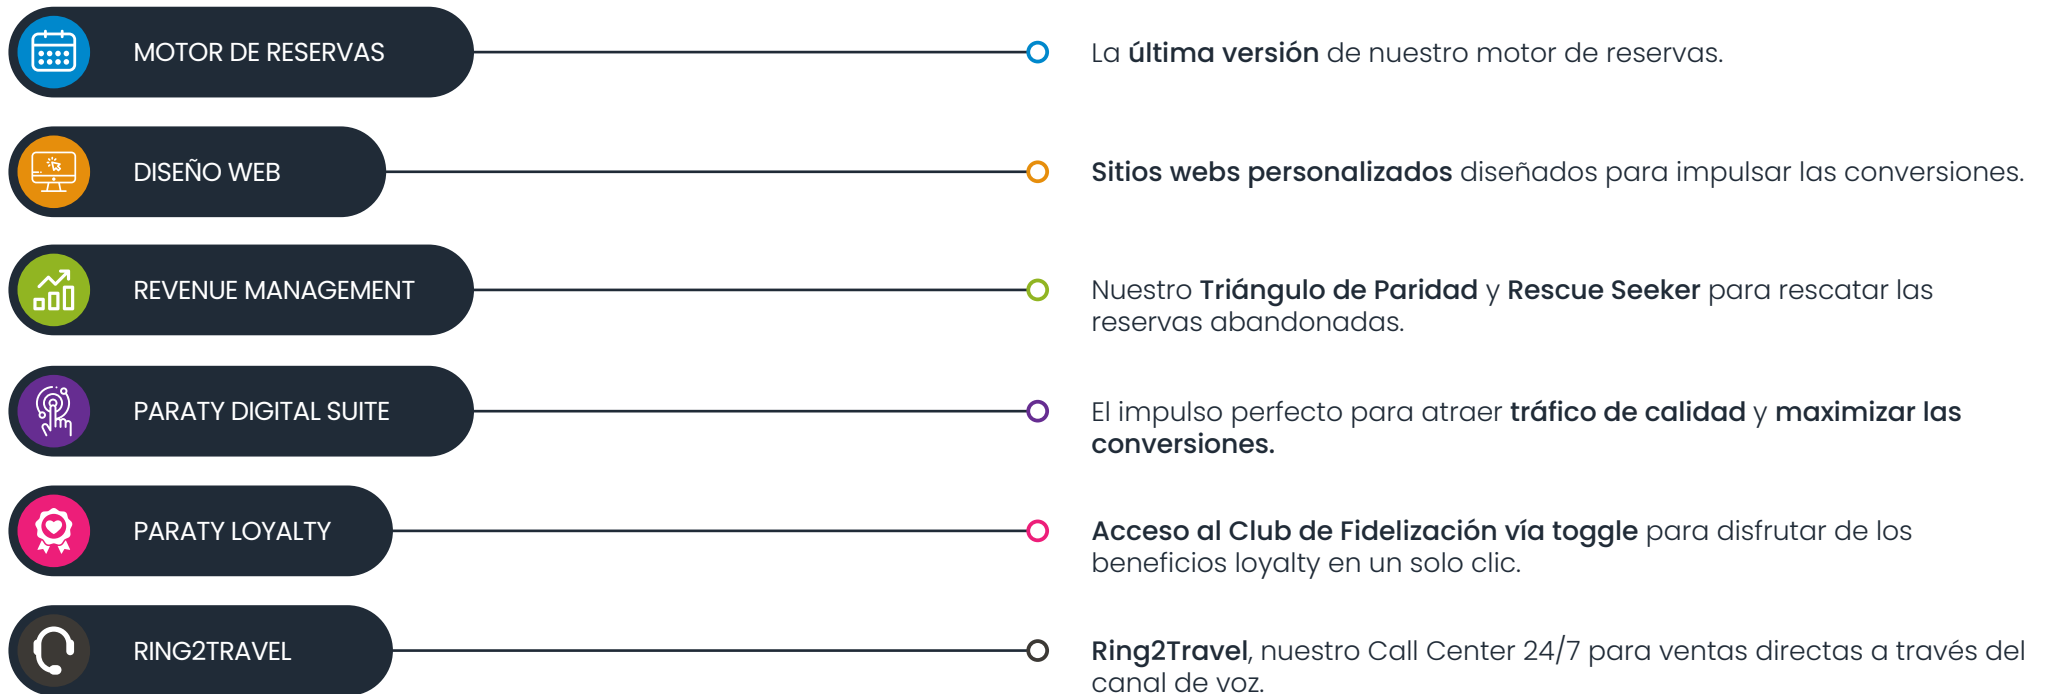 MOTOR DE RESERVAS
La última versión de nuestro motor de reservas.
DISEÑO WEB
Sitios webs personalizados diseñados para impulsar las conversiones.
REVENUE MANAGEMENT
Nuestro Triángulo de Paridad y Rescue Seeker para rescatar las
reservas abandonadas.
PARATY DIGITAL SUITE
El impulso perfecto para atraer tráfico de calidad y maximizar las
conversiones.
PARATY LOYALTY
Acceso al Club de Fidelización vía toggle para disfrutar de los
beneficios loyalty en un solo clic.
RING2TRAVEL
Ring2Travel, nuestro Call Center 24/7 para ventas directas a través del
canal de voz.